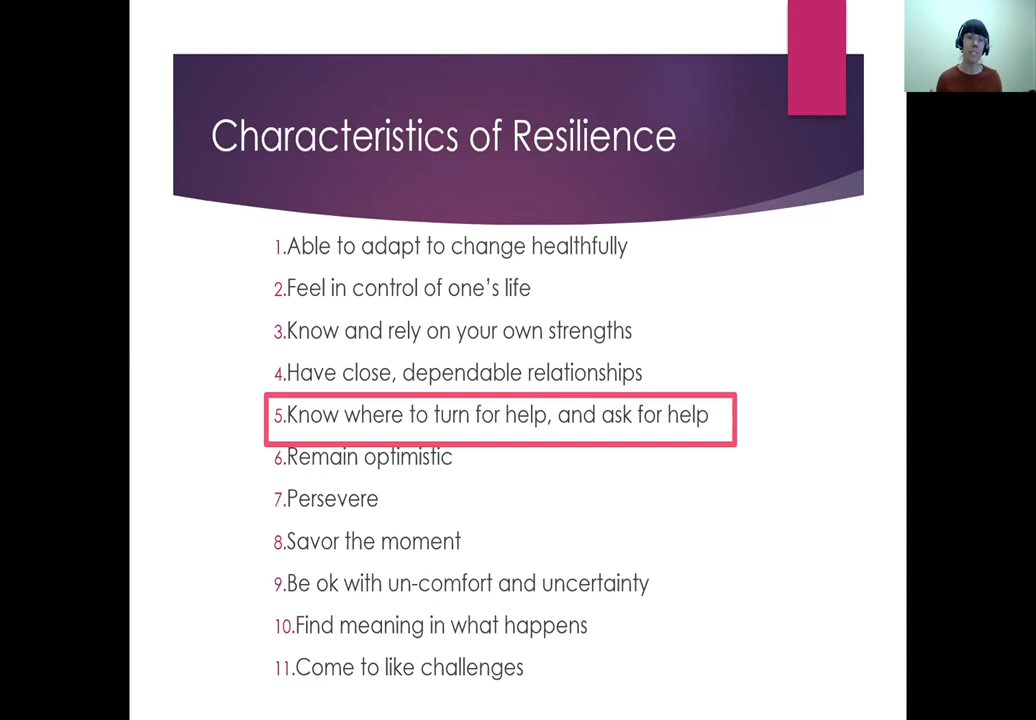 Characteristics of Resilience
1.Able to adapt to change healthfully
2.Feel in control of one’s life
3.Know and rely on your own strengths
4.Have close, dependable relationships
5.Know where to turn for help, and ask for help
6.Remain optimistic
7.Persevere
8.Savor the moment
9.Be ok with un-comfort and uncertainty
10.Find meaning in what happens
11.Come to like challenges